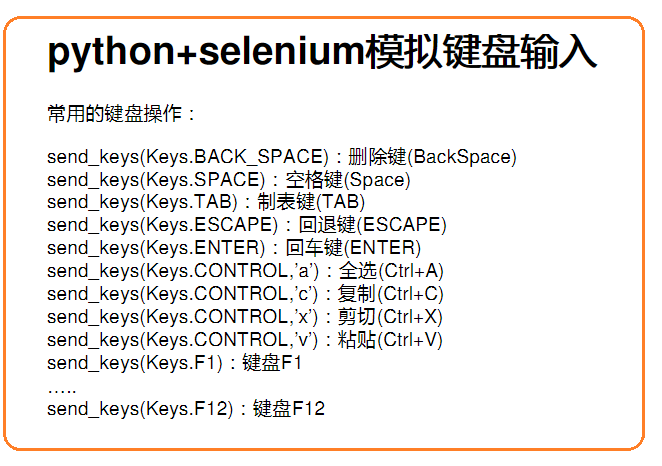 python+selenium模拟键盘输入
常用的键盘操作：
send_keys(Keys.BACK_SPACE)：删除键(BackSpace)
send_keys(Keys.SPACE)：空格键(Space)
send_keys(Keys.TAB)：制表键(TAB)
send_keys(Keys.ESCAPE)：回退键(ESCAPE)
send_keys(Keys.ENTER)：回车键(ENTER)
send_keys(Keys.CONTROL,’a’)：全选(Ctrl+A)
send_keys(Keys.CONTROL,’c’)：复制(Ctrl+C)
send_keys(Keys.CONTROL,’x’)：剪切(Ctrl+X)
send_keys(Keys.CONTROL,’v’)：粘贴(Ctrl+V)
send_keys(Keys.F1)：键盘F1
…..
send_keys(Keys.F12)：键盘F12